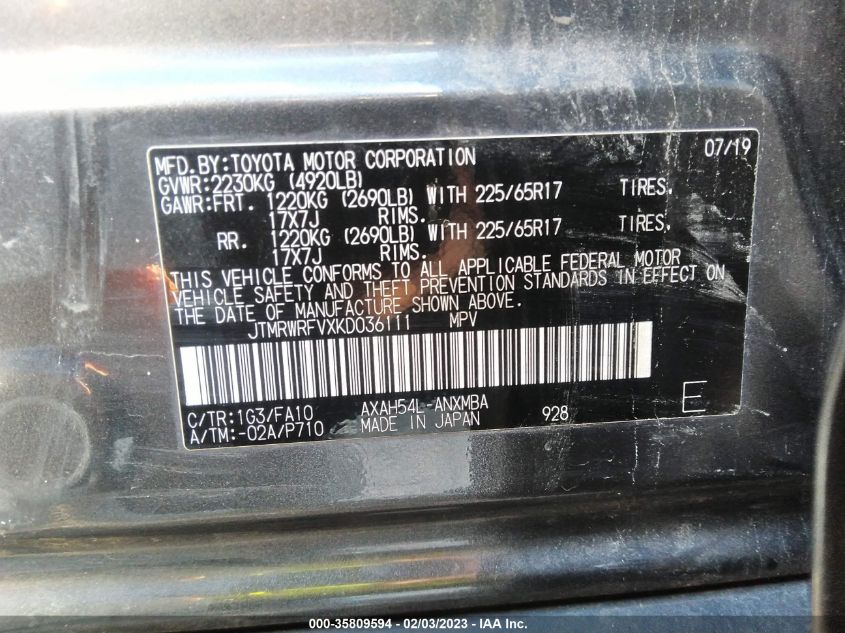 MFD.BY:TOYOTA MOTOR CORPORATION 07/19
GVWR:2230KG (4920LB)
GAWR:FRT. 1220KG (2690LB) WITH 225/65R17 TIRES.
17X7J RIMS.
RR. 1220KG (2690LB) WITH 225/65R17 TIRES.
17X7J RIMS.
THIS VEHICLE CONFORMS TO ALL APPLICABLE FEDERAL MOTOR
VEHICLE SAFETY AND THEFT PREVENTION STANDARDS IN EFFECT ON
THE DATE OF MANUFACTURE SHOWN ABOVE.
JTMRWRFVXKD036111 MPV
C/TR:1G3/FA10 AXAH54L-ANXMBA 928 E
A/TM:-02A/P710 MADE IN JAPAN
000-35809594 - 02/03/2023 - IAA Inc.